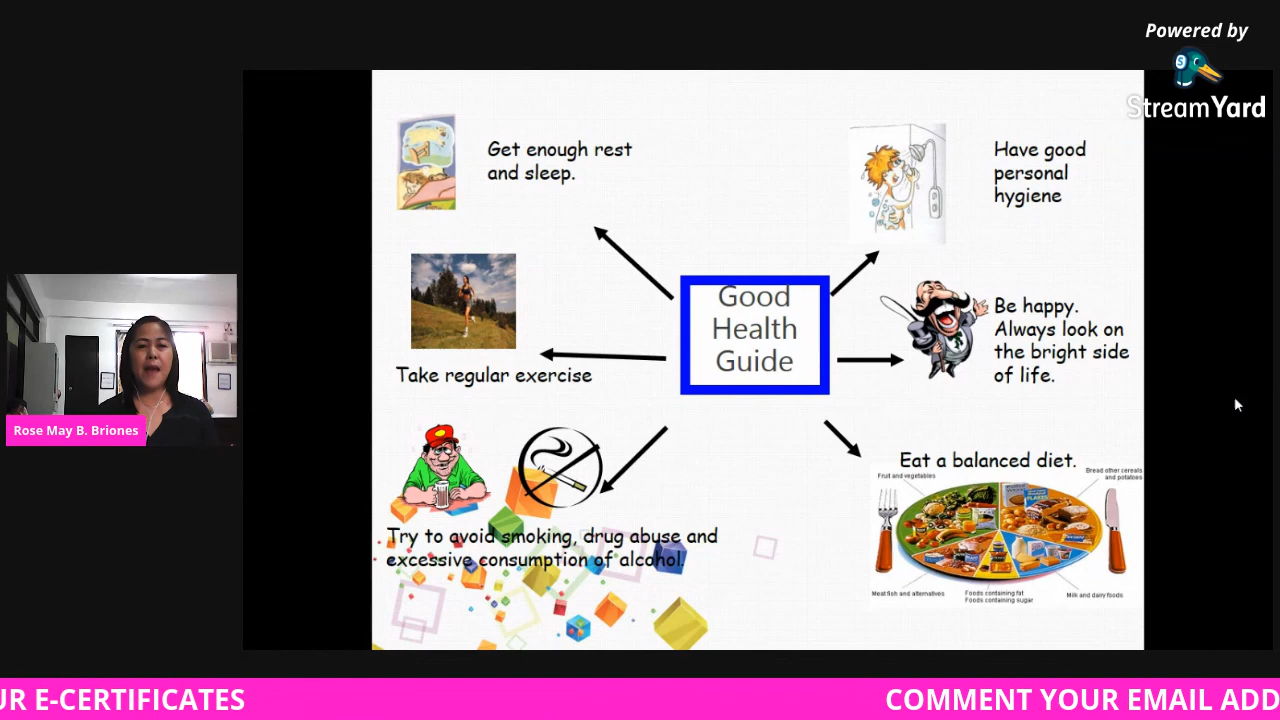 Powered by
StreamYard
Get enough rest
and sleep.
Have good
personal
hygiene
Good
Health
Guide
Be happy.
Always look on
the bright side
of life.
Take regular exercise
Rose May B. Briones
Try to avoid smoking, drug abuse and
excessive consumption of alcohol.
Eat a balanced diet.
Fruit and vegetables
Bread other cereals
and potatoes
Meat fish and alternatives
Foods containing fat
Foods containing sugar
Milk and dairy foods
UR E-CERTIFICATES
COMMENT YOUR EMAIL ADD